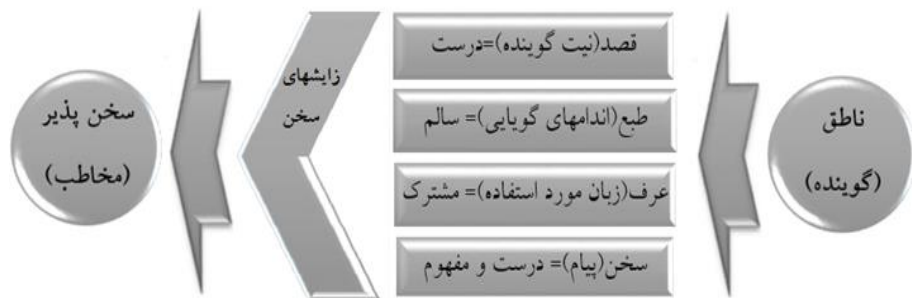 ناطق
(گوینده)
قصد(نیت گوینده)=درست
طبع(اندامهای گویایی)= سالم
عرف(زبان مورد استفاده)= مشترک
سخن(پیام)= درست و مفهوم
زایشهای
سخن
سخن پذیر
(مخاطب)